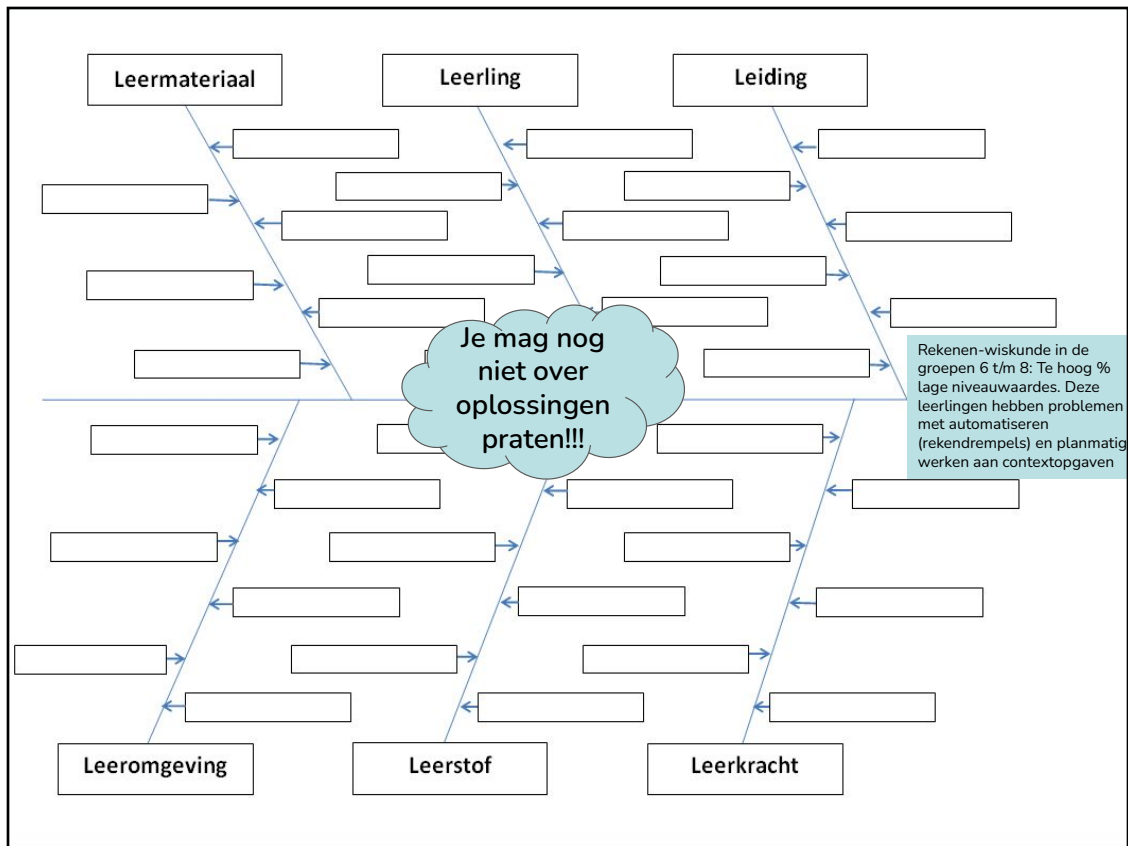 Leermateriaal
Leerling
Leiding
Je mag nog
niet over
oplossingen
praten!!!
Rekenen-wiskunde in de
groepen 6 t/m 8: Te hoog %
lage niveauwaardes. Deze
leerlingen hebben problemen
met automatiseren
(rekendrempels) en planmatig
werken aan contextopgaven
Leeromgeving
Leerstof
Leerkracht